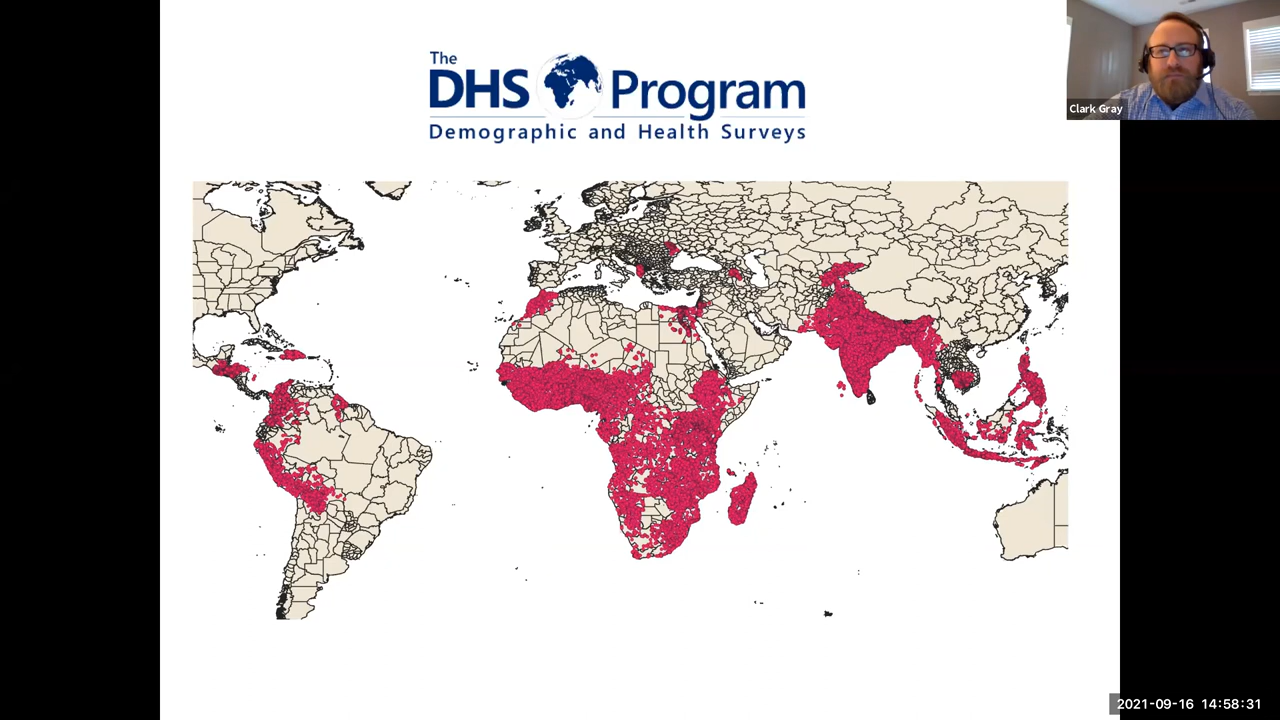 The
DHS Program
Demographic and Health Surveys
Clark Gray
2021-09-16 14:58:31